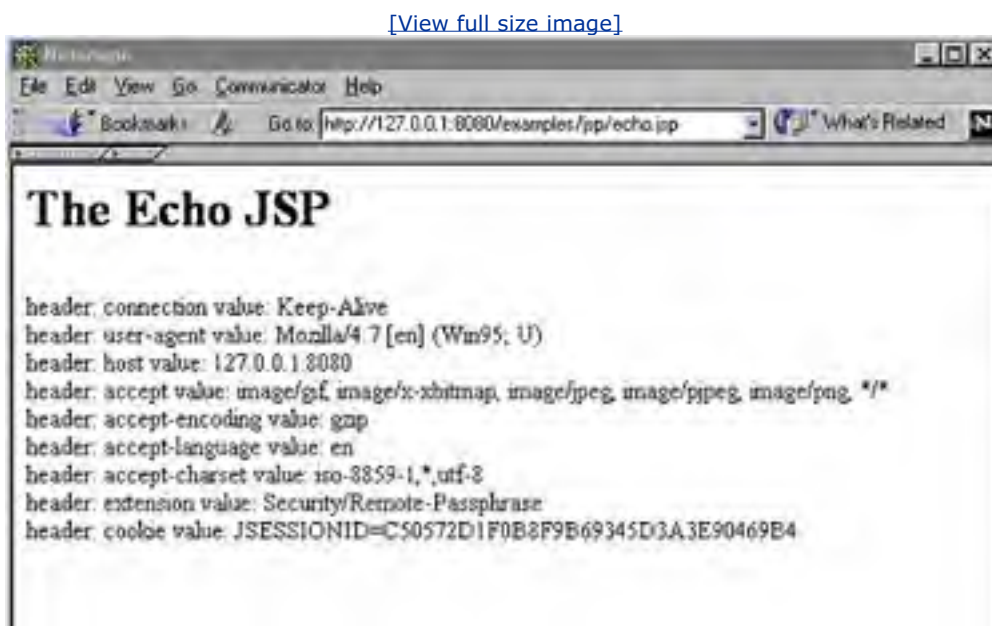 [View full size image]
Netscape
File Edit View Go Communicator Help
Bookmarks Go to: http://127.0.0.1:8080/examples/jsp/echo.jsp What's Related N
The Echo JSP
header: connection value: Keep-Alive
header: user-agent value: Mozilla/4.7 [en] (Win95; U)
header: host value: 127.0.0.1:8080
header: accept value: image/gif, image/x-xbitmap, image/jpeg, image/pjpeg, image/png, */*
header: accept-encoding value: gzip
header: accept-language value: en
header: accept-charset value: iso-8859-1,*,utf-8
header: extension value: Security/Remote-Passphrase
header: cookie value: JSESSIONID=C50572D1F0B8F9B69345D3A3E90469B4